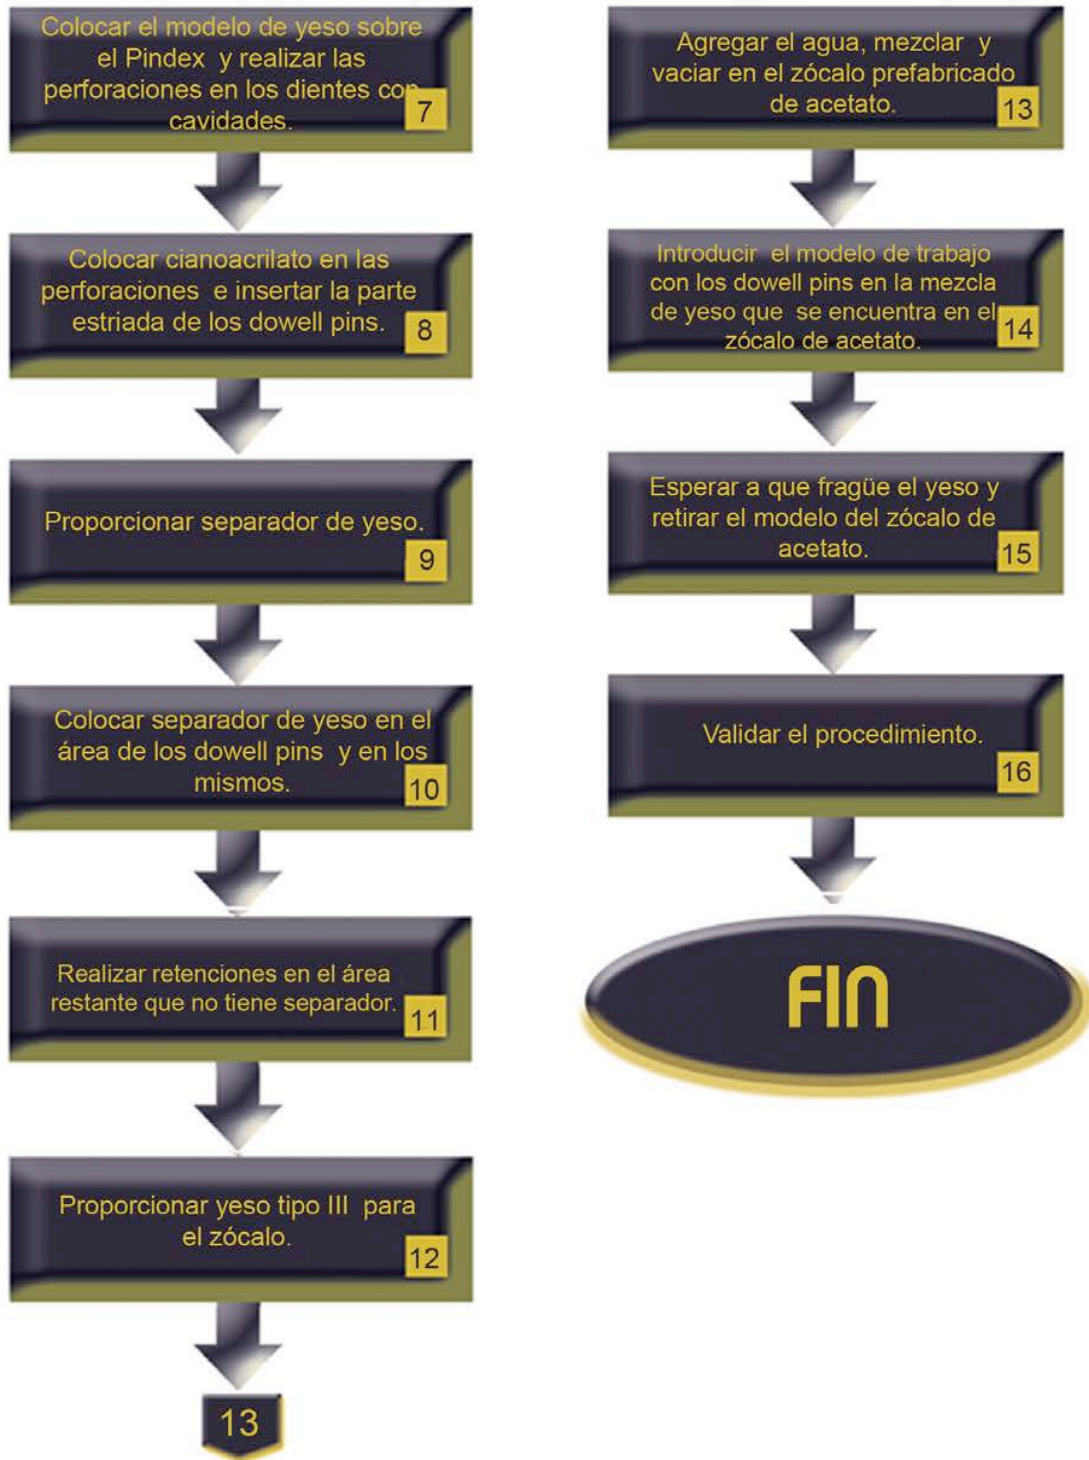 Colocar el modelo de yeso sobre
el Pindex y realizar las
perforaciones en los dientes con
cavidades.
7
Colocar cianoacrilato en las
perforaciones e insertar la parte
estriada de los dowell pins.
8
Proporcionar separador de yeso.
9
Colocar separador de yeso en el
área de los dowell pins y en los
mismos.
10
Realizar retenciones en el área
restante que no tiene separador.
11
Proporcionar yeso tipo III para
el zócalo.
12
13
Agregar el agua, mezclar y
vaciar en el zócalo prefabricado
de acetato.
13
Introducir el modelo de trabajo
con los dowell pins en la mezcla
de yeso que se encuentra en el
zócalo de acetato.
14
Esperar a que fragüe el yeso y
retirar el modelo del zócalo de
acetato.
15
Validar el procedimiento.
16
FIN